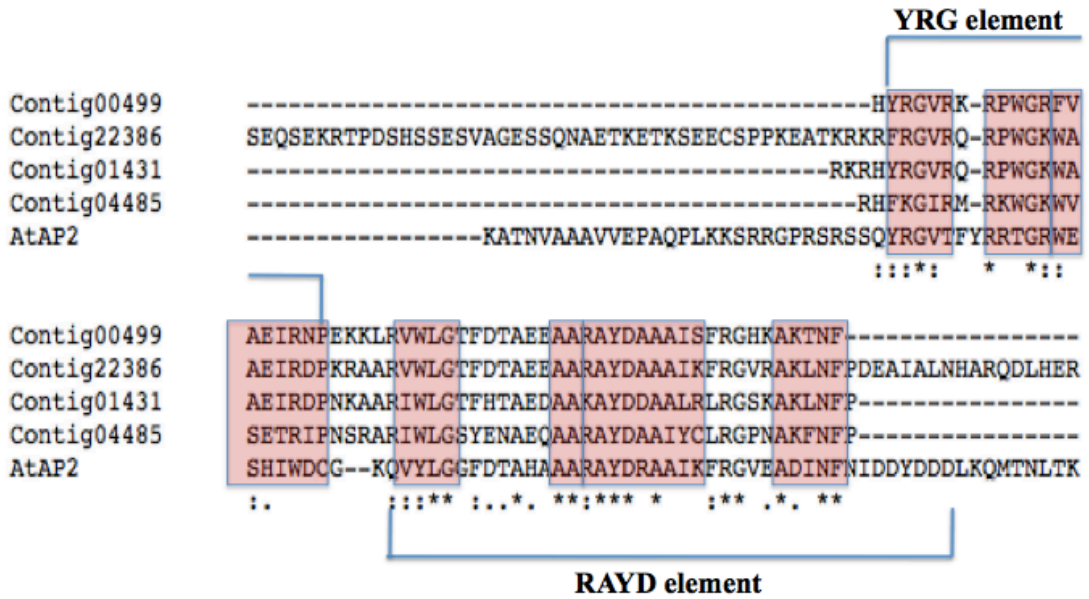 YRG element
Contig00499 ---------------------------------------------HYRGVRK-RPWGRFV
Contig22386 SEQSEKRTPDSHSSESVAGESSQNAETKETKSEECSPPKEATKRKRFRGVRQ-RPWGKWA
Contig01431 ------------------------------------------RKRHYRGVRQ-RPWGKWA
Contig04485 --------------------------------------------RHFKGIRM-RKWGKWV
AtAP2 -----------------KATNVAAAVVEPAQPLKKSRRGPRSRSSQYRGVTFYRRTGRWE
:::*:   *  *::
Contig00499 AEIRNPEKKLRVWLGTFDTAEEAARAYDAAAISFRGHKAKTNF-----------------
Contig22386 AEIRDPKRAARVWLGTFDTAEEAARAYDAAAIKFRGVRAKLNFPDEAIALNHARQDLHER
Contig01431 AEIRDPNKAARIWLGTFHTAEDAAKAYDDAALRLRGSKAKLNFP----------------
Contig04485 SETRIPNSRARIWLGSYENAEQAARAYDAAIYCLRGPNAKFNFP----------------
AtAP2 SHIWDCG--KQVYLGGFDTAHAAARAYDRAAIKFRGVEADINFNIDDYDDDLKQMTNLTK
:.        :::** :..*. **:*** *   :** .*. **
RAYD element